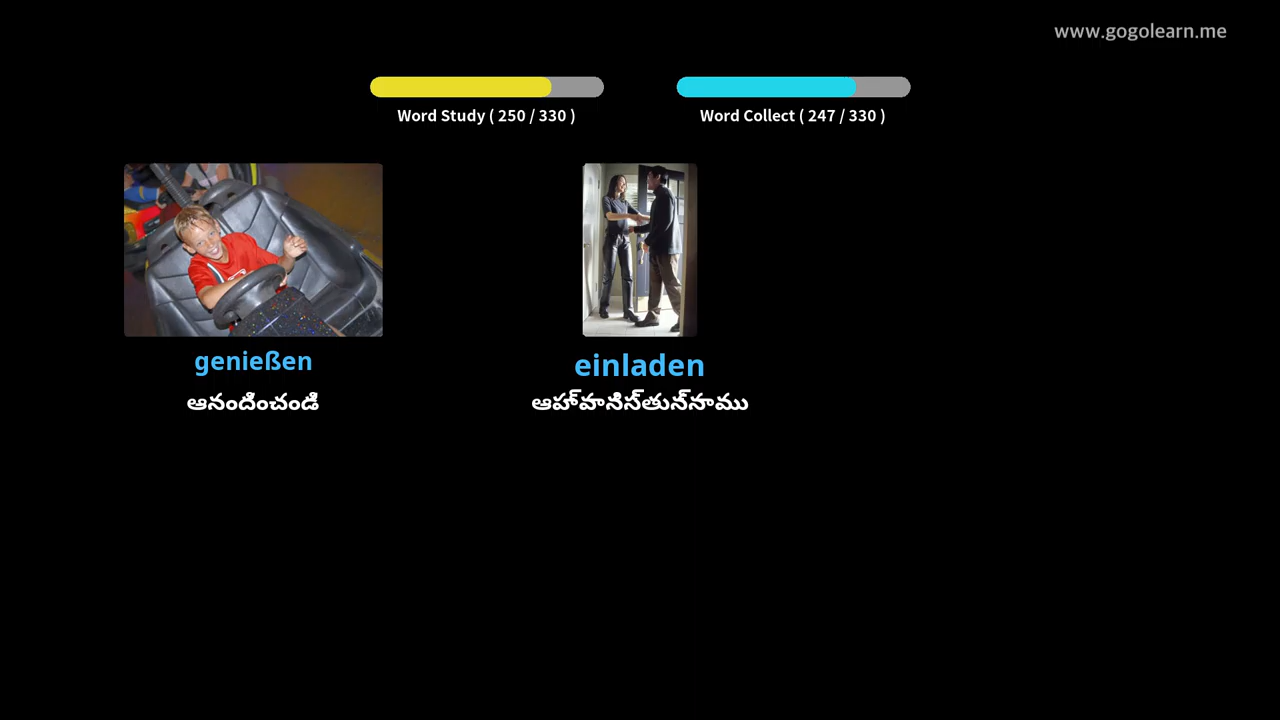 www.gogolearn.me
Word Study ( 250 / 330 )
Word Collect ( 247 / 330 )
genießen
einladen
ఆనందించండి
ఆహ్వానిస్తున్నాము